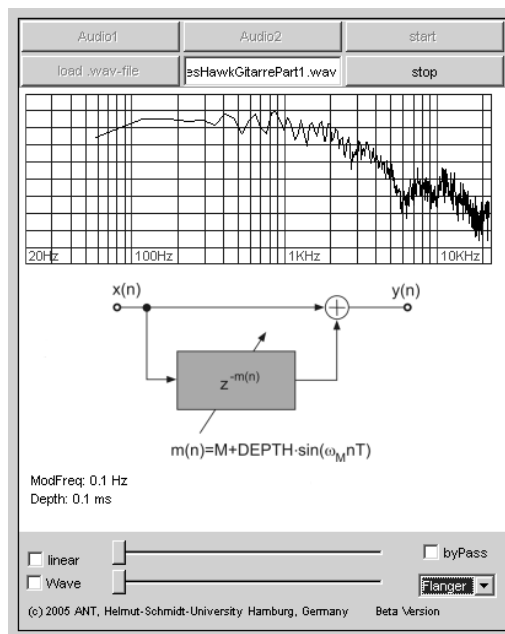 Audio1 Audio2 start
load .wav-file esHawkGitarrePart1.wav stop
20Hz 100Hz 1KHz 10KHz
x(n) y(n)
z^-m(n)
m(n)=M+DEPTH·sin(ω_M nT)
ModFreq: 0.1 Hz
Depth: 0.1 ms
linear byPass
Wave Flanger
(c) 2005 ANT, Helmut-Schmidt-University Hamburg, Germany Beta Version